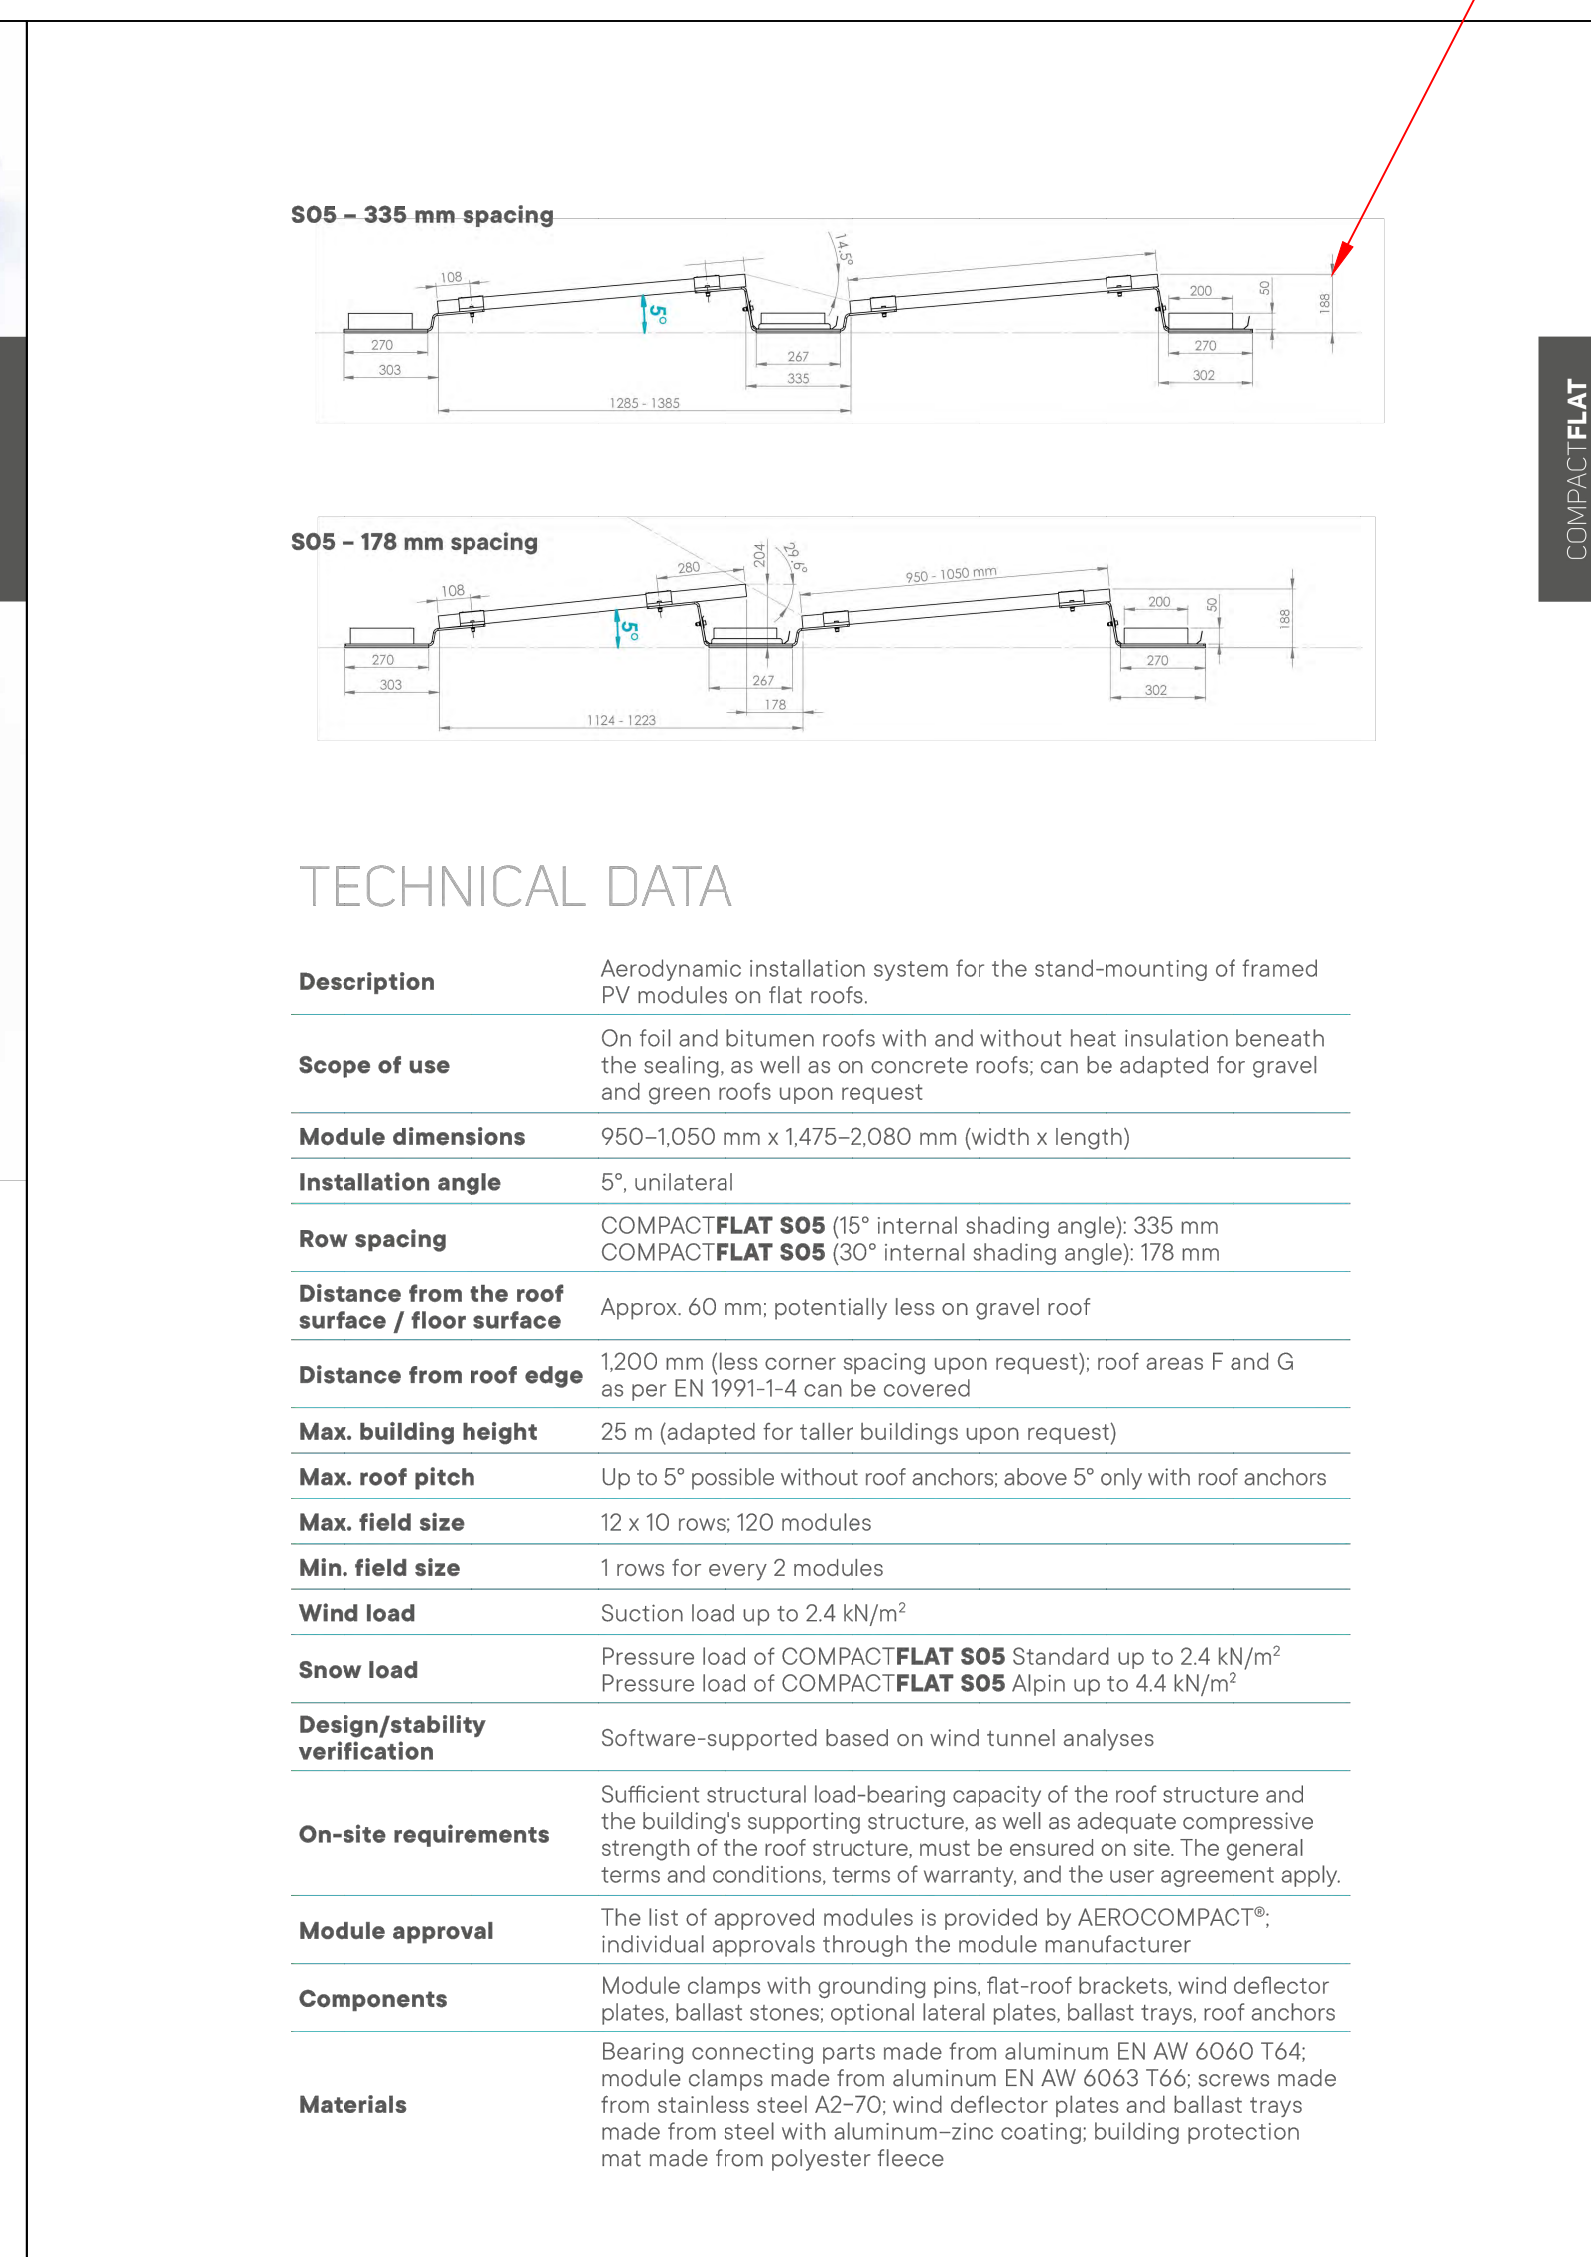 S05 – 335 mm spacing
14.5°
108
5°
200
50
188
270
303
267
335
270
302
1285 - 1385
COMPACTFLAT
S05 – 178 mm spacing
204
29.6°
280
950 - 1050 mm
108
5°
200
50
188
270
303
267
270
302
178
1124 - 1223
TECHNICAL DATA
Description
Aerodynamic installation system for the stand-mounting of framed
PV modules on flat roofs.
Scope of use
On foil and bitumen roofs with and without heat insulation beneath
the sealing, as well as on concrete roofs; can be adapted for gravel
and green roofs upon request
Module dimensions
950–1,050 mm x 1,475–2,080 mm (width x length)
Installation angle
5°, unilateral
Row spacing
COMPACTFLAT S05 (15° internal shading angle): 335 mm
COMPACTFLAT S05 (30° internal shading angle): 178 mm
Distance from the roof
surface / floor surface
Approx. 60 mm; potentially less on gravel roof
Distance from roof edge
1,200 mm (less corner spacing upon request); roof areas F and G
as per EN 1991-1-4 can be covered
Max. building height
25 m (adapted for taller buildings upon request)
Max. roof pitch
Up to 5° possible without roof anchors; above 5° only with roof anchors
Max. field size
12 x 10 rows; 120 modules
Min. field size
1 rows for every 2 modules
Wind load
Suction load up to 2.4 kN/m²
Snow load
Pressure load of COMPACTFLAT S05 Standard up to 2.4 kN/m²
Pressure load of COMPACTFLAT S05 Alpin up to 4.4 kN/m²
Design/stability
verification
Software-supported based on wind tunnel analyses
On-site requirements
Sufficient structural load-bearing capacity of the roof structure and
the building's supporting structure, as well as adequate compressive
strength of the roof structure, must be ensured on site. The general
terms and conditions, terms of warranty, and the user agreement apply.
Module approval
The list of approved modules is provided by AEROCOMPACT®;
individual approvals through the module manufacturer
Components
Module clamps with grounding pins, flat-roof brackets, wind deflector
plates, ballast stones; optional lateral plates, ballast trays, roof anchors
Materials
Bearing connecting parts made from aluminum EN AW 6060 T64;
module clamps made from aluminum EN AW 6063 T66; screws made
from stainless steel A2-70; wind deflector plates and ballast trays
made from steel with aluminum–zinc coating; building protection
mat made from polyester fleece